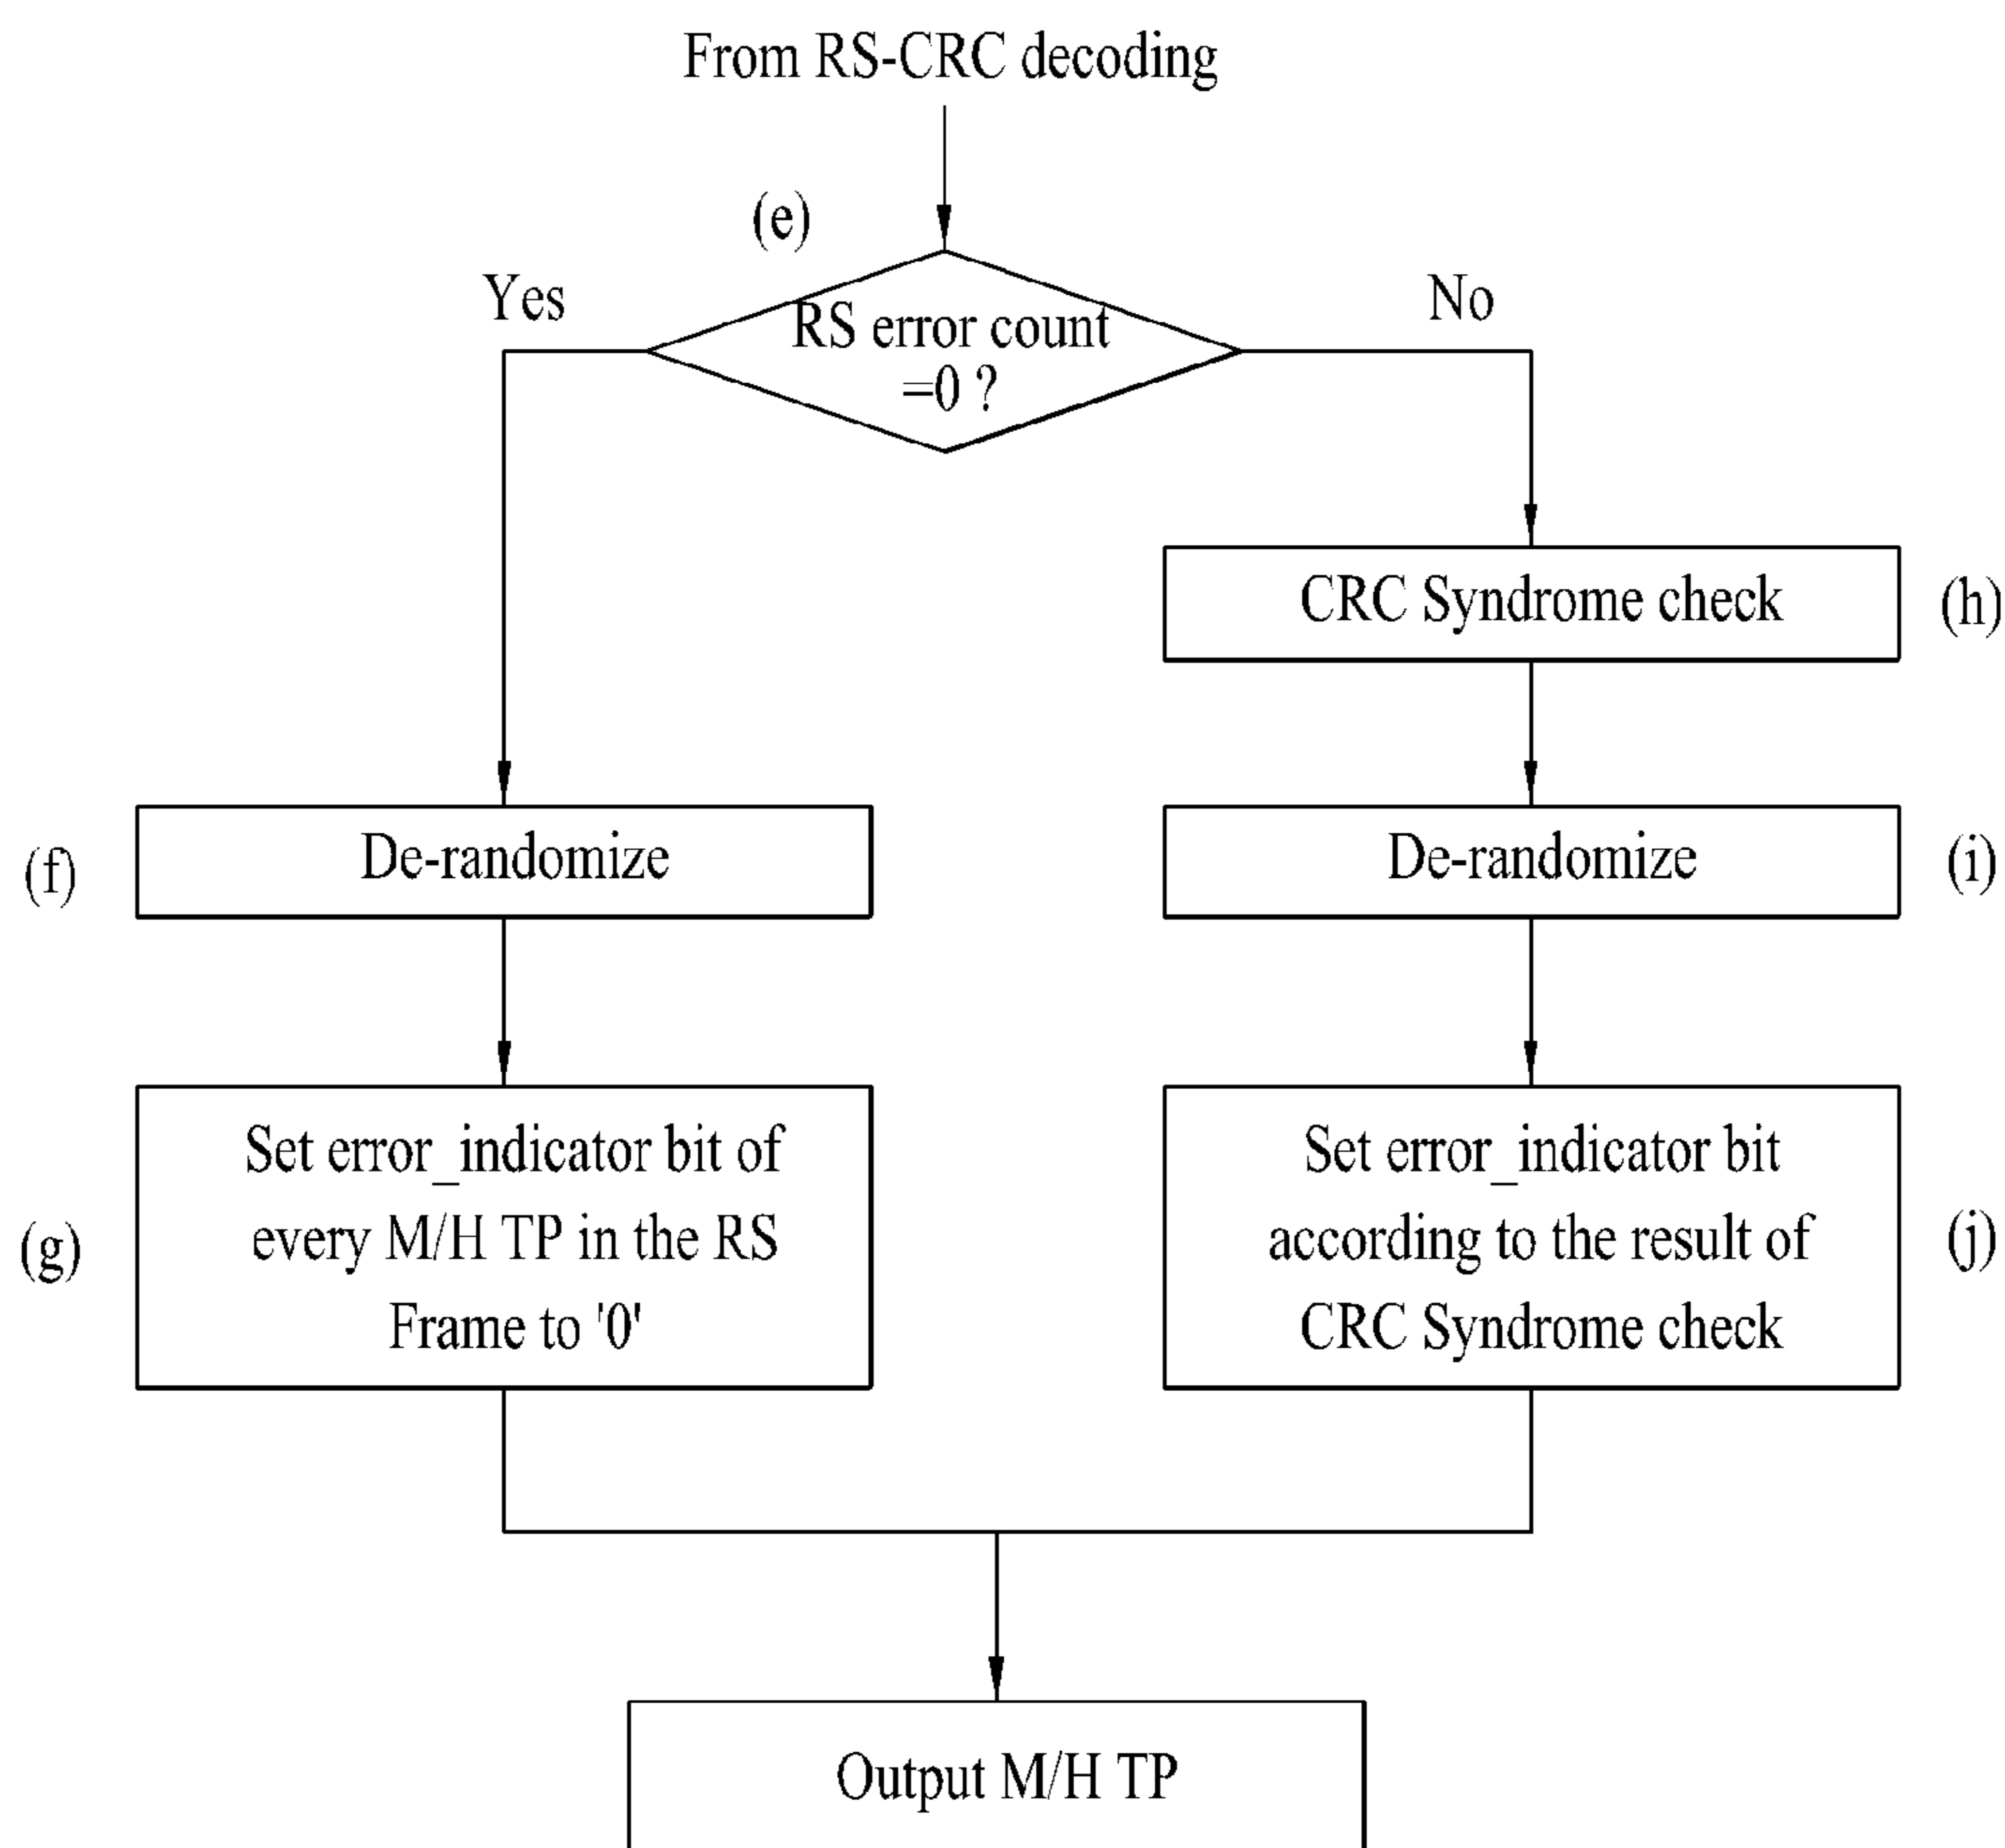 From RS-CRC decoding
(e)
Yes
No
RS error count
=0 ?
CRC Syndrome check
(h)
(f)
De-randomize
De-randomize
(i)
(g)
Set error_indicator bit of
every M/H TP in the RS
Frame to '0'
Set error_indicator bit
according to the result of
CRC Syndrome check
(j)
Output M/H TP